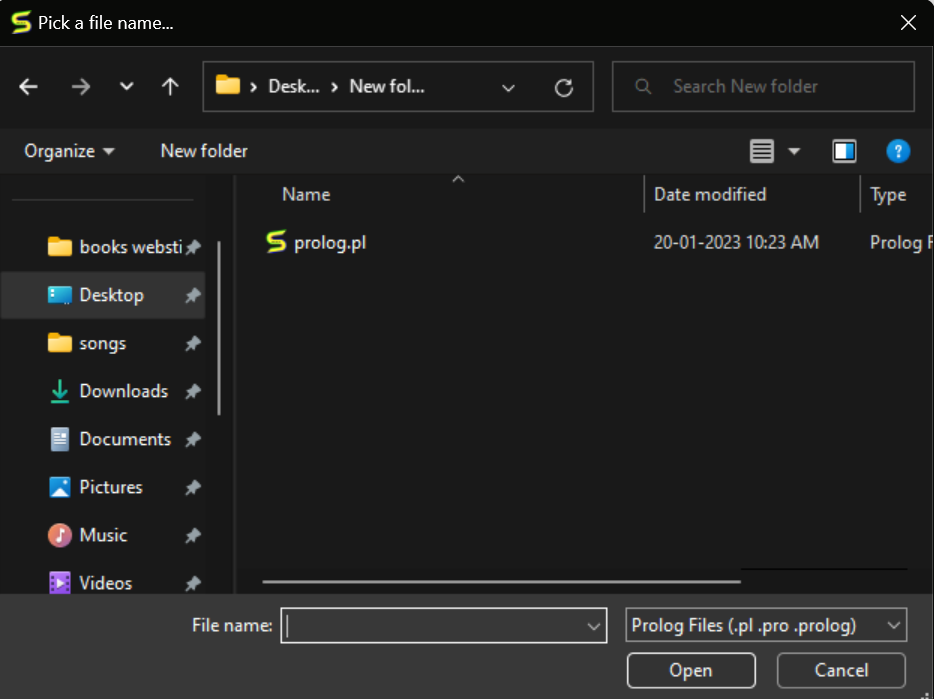 Pick a file name...
Desk... New fol...
Search New folder
Organize New folder
Name Date modified Type
prolog.pl 20-01-2023 10:23 AM Prolog F
books websti
Desktop
songs
Downloads
Documents
Pictures
Music
Videos
File name: Prolog Files (.pl .pro .prolog)
Open Cancel